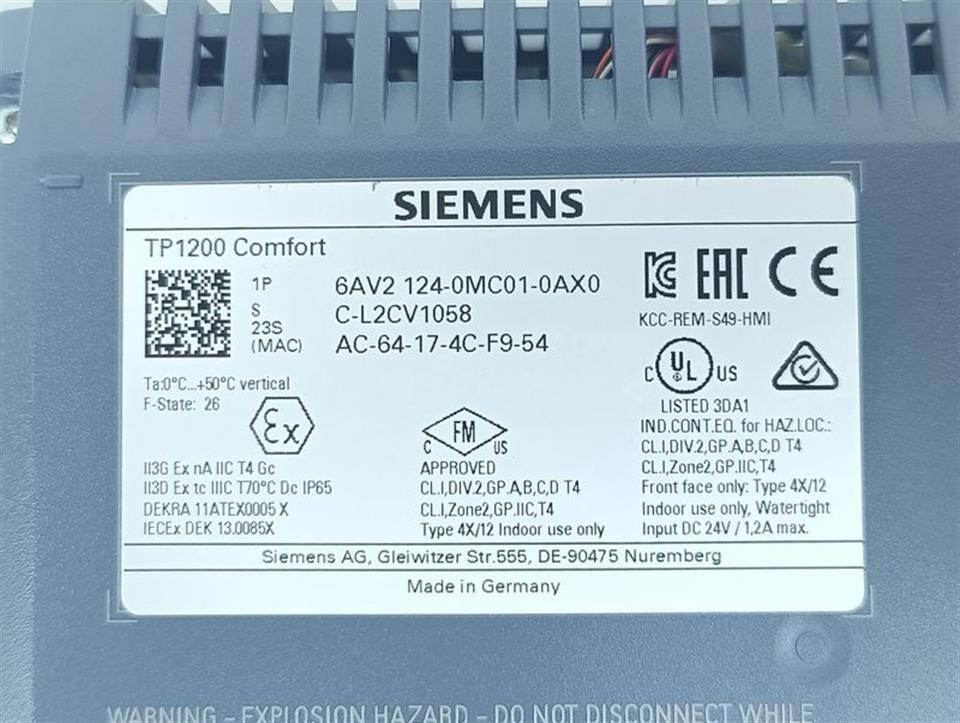 SIEMENS
TP1200 Comfort
1P 6AV2 124-0MC01-0AX0
S C-L2CV1058
23S
(MAC) AC-64-17-4C-F9-54
Ta:0°C...+50°C vertical
F-State: 26
Ex
II3G Ex nA IIC T4 Gc
II3D Ex tc IIIC T70°C Dc IP65
DEKRA 11ATEX0005 X
IECEx DEK 13.0085X
C FM US
APPROVED
CL.I,DIV.2,GP.A,B,C,D T4
CL.I,Zone2,GP.IIC,T4
Type 4X/12 Indoor use only
KC EAC CE
KCC-REM-S49-HMI
C UL US
LISTED 3DA1
IND.CONT.EQ. for HAZ.LOC.:
CL.I,DIV.2,GP.A,B,C,D T4
CL.I,Zone2,GP.IIC,T4
Front face only: Type 4X/12
Indoor use only, Watertight
Input DC 24V / 1,2A max.
Siemens AG, Gleiwitzer Str.555, DE-90475 Nuremberg
Made in Germany
WARNING - EXPLOSION HAZARD - DO NOT DISCONNECT WHILE